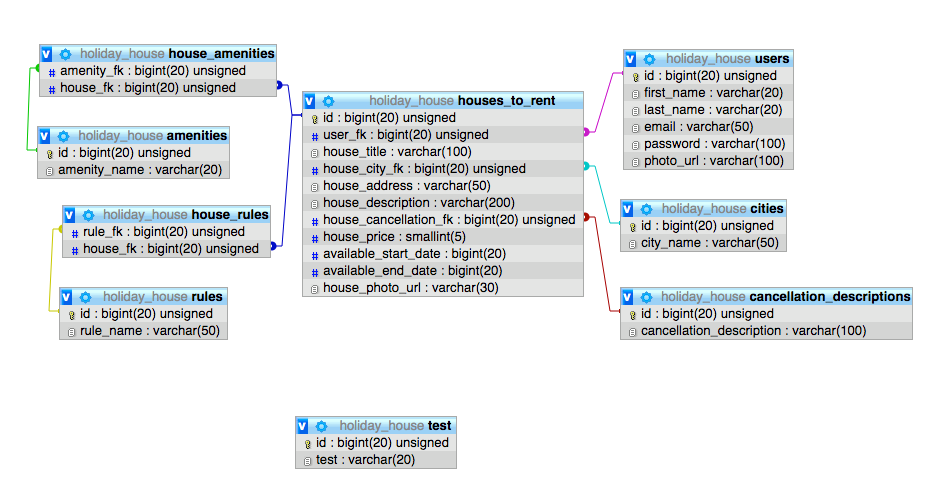 holiday_house house_amenities
amenity_fk : bigint(20) unsigned
house_fk : bigint(20) unsigned
holiday_house amenities
id : bigint(20) unsigned
amenity_name : varchar(20)
holiday_house house_rules
rule_fk : bigint(20) unsigned
house_fk : bigint(20) unsigned
holiday_house rules
id : bigint(20) unsigned
rule_name : varchar(50)
holiday_house houses_to_rent
id : bigint(20) unsigned
user_fk : bigint(20) unsigned
house_title : varchar(100)
house_city_fk : bigint(20) unsigned
house_address : varchar(50)
house_description : varchar(200)
house_cancellation_fk : bigint(20) unsigned
house_price : smallint(5)
available_start_date : bigint(20)
available_end_date : bigint(20)
house_photo_url : varchar(30)
holiday_house users
id : bigint(20) unsigned
first_name : varchar(20)
last_name : varchar(20)
email : varchar(50)
password : varchar(100)
photo_url : varchar(100)
holiday_house cities
id : bigint(20) unsigned
city_name : varchar(50)
holiday_house cancellation_descriptions
id : bigint(20) unsigned
cancellation_description : varchar(100)
holiday_house test
id : bigint(20) unsigned
test : varchar(20)